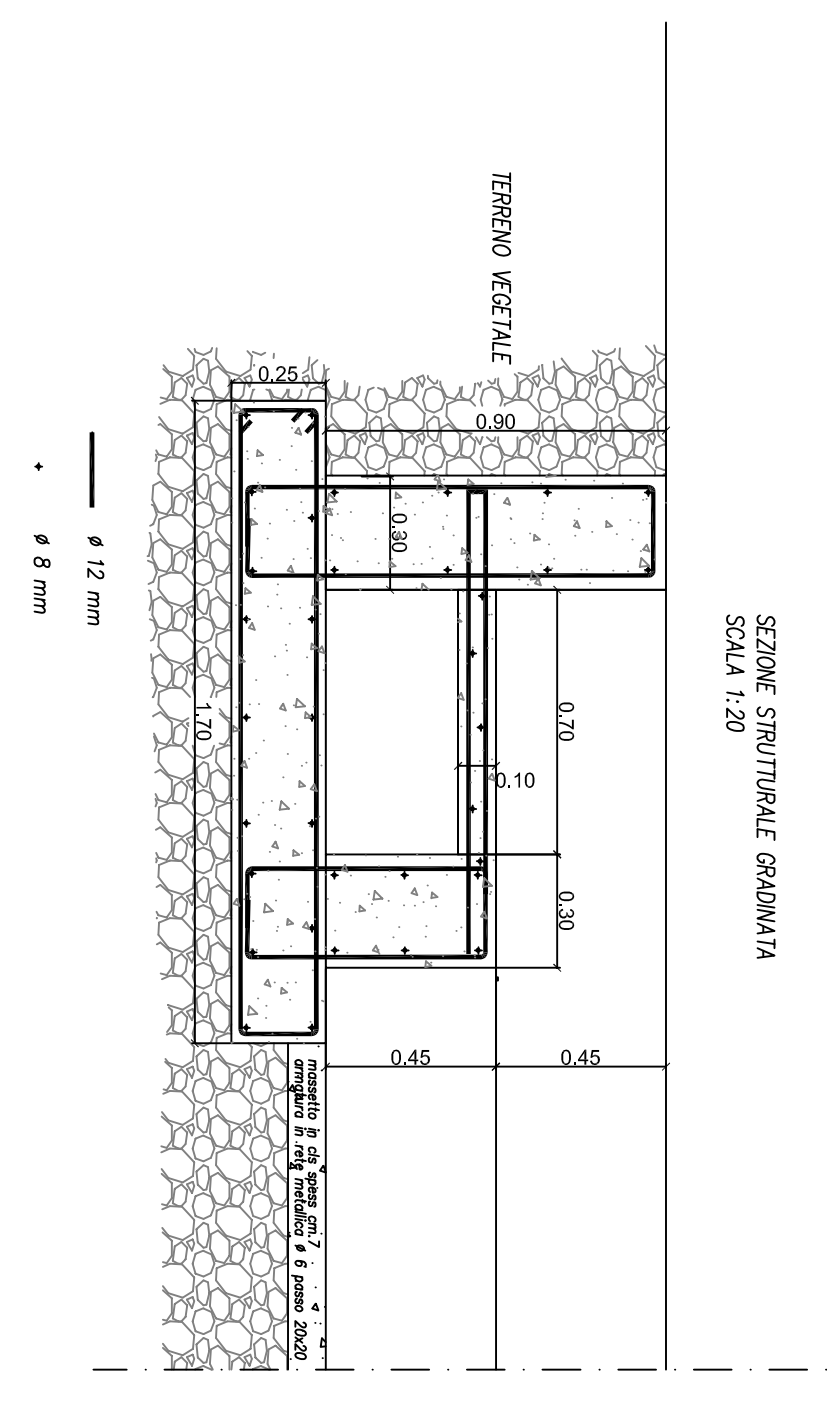 SEZIONE STRUTTURALE GRADINATA
SCALA 1:20
TERRENO VEGETALE
0.25
0.90
0.30
0.70
1.70
0.10
0.30
0.45
0.45
massetto in cls spess cm.7
armatura in rete metallica ø 6 passo 20x20
ø 12 mm
ø 8 mm